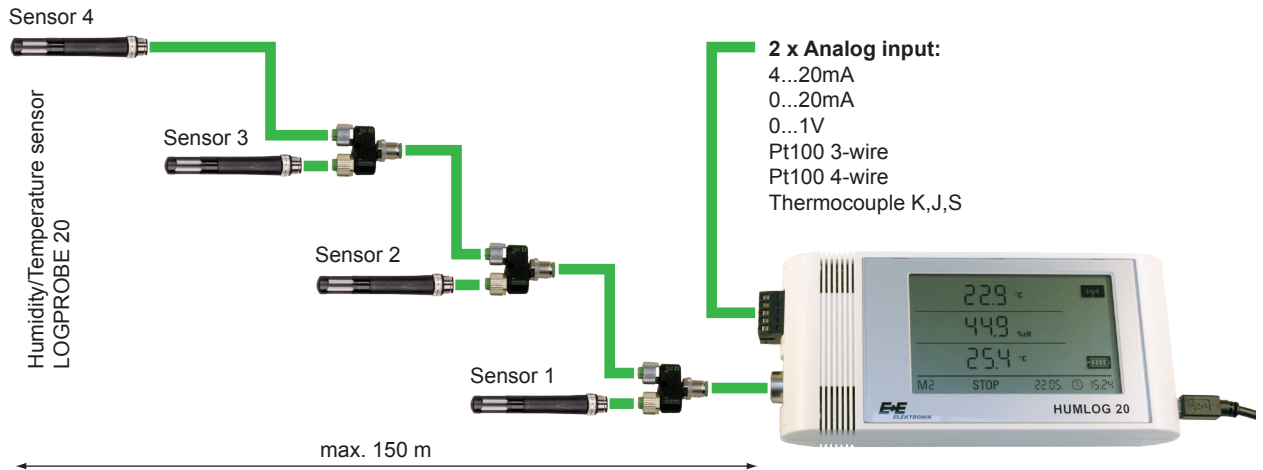 Sensor 4
2 x Analog input:
4...20mA
0...20mA
0...1V
Pt100 3-wire
Pt100 4-wire
Thermocouple K,J,S
Sensor 3
Sensor 2
Sensor 1
Humidity/Temperature sensor
LOGPROBE 20
22.9 °C
44.9 %rH
25.4 °C
M2 STOP 22.05. 15:24
E+E
ELEKTRONIK
HUMLOG 20
max. 150 m